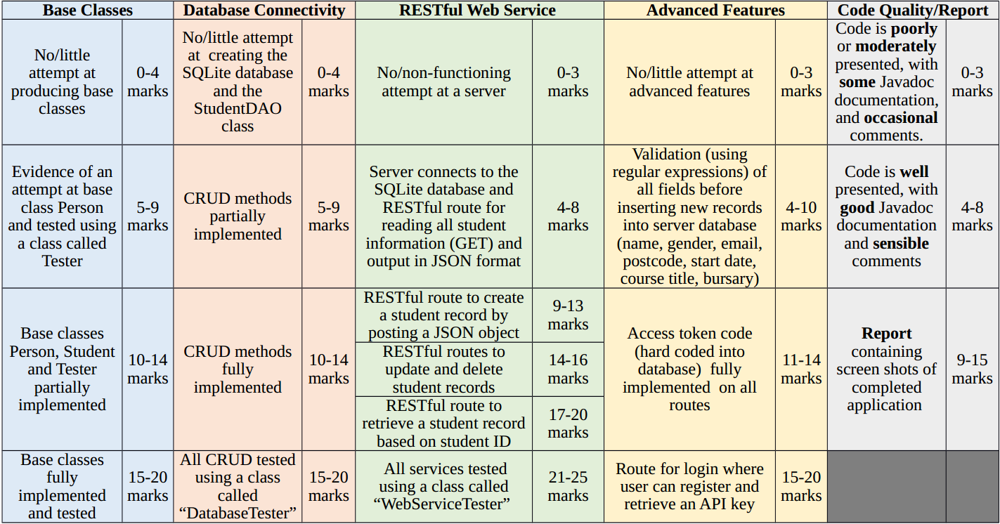 Base Classes
Database Connectivity
RESTful Web Service
Advanced Features
Code Quality/Report
No/little
attempt at
producing base
classes
0-4
marks
No/little attempt
at creating the
SQLite database
and the
StudentDAO
class
0-4
marks
No/non-functioning
attempt at a server
0-3
marks
No/little attempt at
advanced features
0-3
marks
Code is poorly
or moderately
presented, with
some Javadoc
documentation,
and occasional
comments.
0-3
marks
Evidence of an
attempt at base
class Person
and tested using
a class called
Tester
5-9
marks
CRUD methods
partially
implemented
5-9
marks
Server connects to the
SQLite database and
RESTful route for
reading all student
information (GET) and
output in JSON format
4-8
marks
Validation (using
regular expressions) of
all fields before
inserting new records
into server database
(name, gender, email,
postcode, start date,
course title, bursary)
4-10
marks
Code is well
presented, with
good Javadoc
documentation
and sensible
comments
4-8
marks
Base classes
Person, Student
and Tester
partially
implemented
10-14
marks
CRUD methods
fully
implemented
10-14
marks
RESTful route to create
a student record by
posting a JSON object
9-13
marks
RESTful routes to
update and delete
student records
14-16
marks
RESTful route to
retrieve a student record
based on student ID
17-20
marks
Access token code
(hard coded into
database) fully
implemented on all
routes
11-14
marks
Report
containing
screen shots of
completed
application
9-15
marks
Base classes
fully
implemented
and tested
15-20
marks
All CRUD tested
using a class
called
“DatabaseTester”
15-20
marks
All services tested
using a class called
“WebServiceTester”
21-25
marks
Route for login where
user can register and
retrieve an API key
15-20
marks